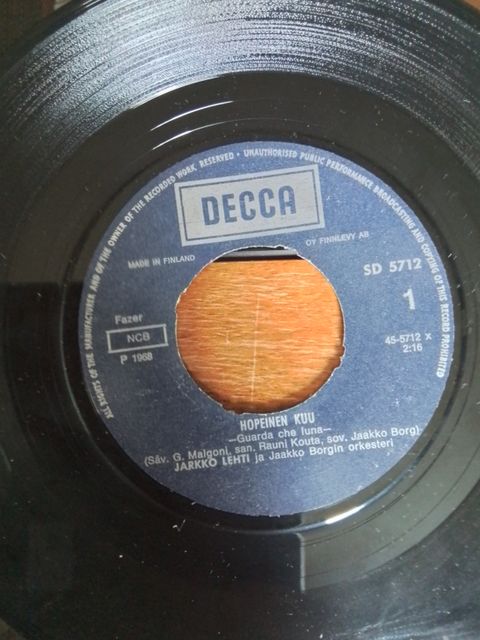 ALL RIGHTS OF THE MANUFACTURER AND OF THE OWNER OF THE RECORDED WORK RESERVED • UNAUTHORISED PUBLIC PERFORMANCE BROADCASTING AND COPYING OF THIS RECORD PROHIBITED
DECCA
MADE IN FINLAND
OY FINNLEVY AB
SD 5712
1
Fazer
NCB
P 1968
45-5712 X
2:16
HOPEINEN KUU
—Guarda che luna—
(Säv. G. Malgoni, san. Rauni Kouta, sov. Jaakko Borg)
JARKKO LEHTI ja Jaakko Borgin orkesteri